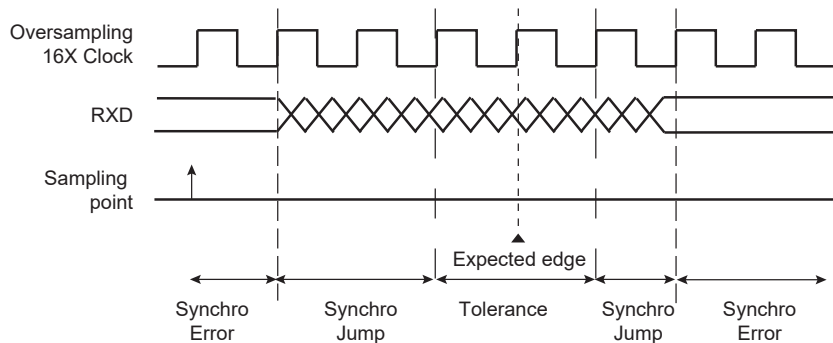 Oversampling
16X Clock
RXD
Sampling
point
Expected edge
Synchro
Error
Synchro
Jump
Tolerance
Synchro
Jump
Synchro
Error